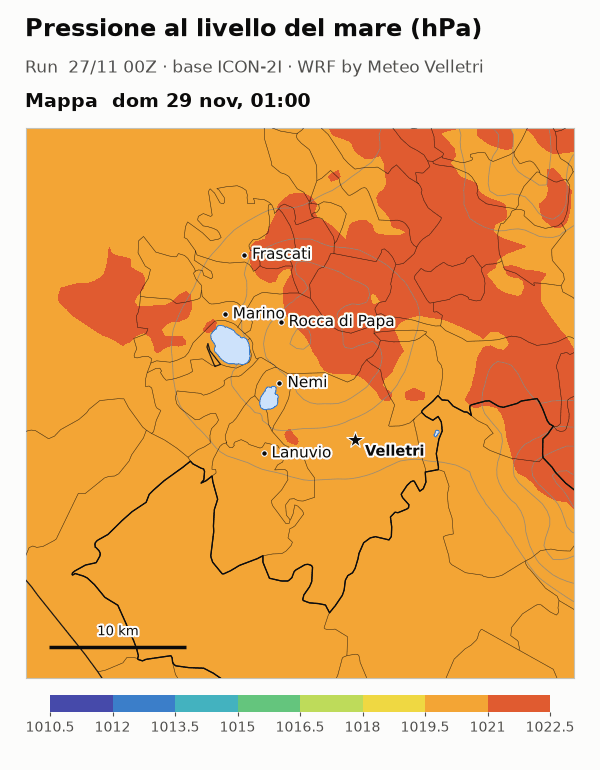 Pressione al livello del mare (hPa)
Run  27/11 00Z · base ICON-2I · WRF by Meteo Velletri
Mappa  dom 29 nov, 01:00
Frascati
Marino
Rocca di Papa
Nemi
Velletri
Lanuvio
10 km
1010.5 1012 1013.5 1015 1016.5 1018 1019.5 1021 1022.5